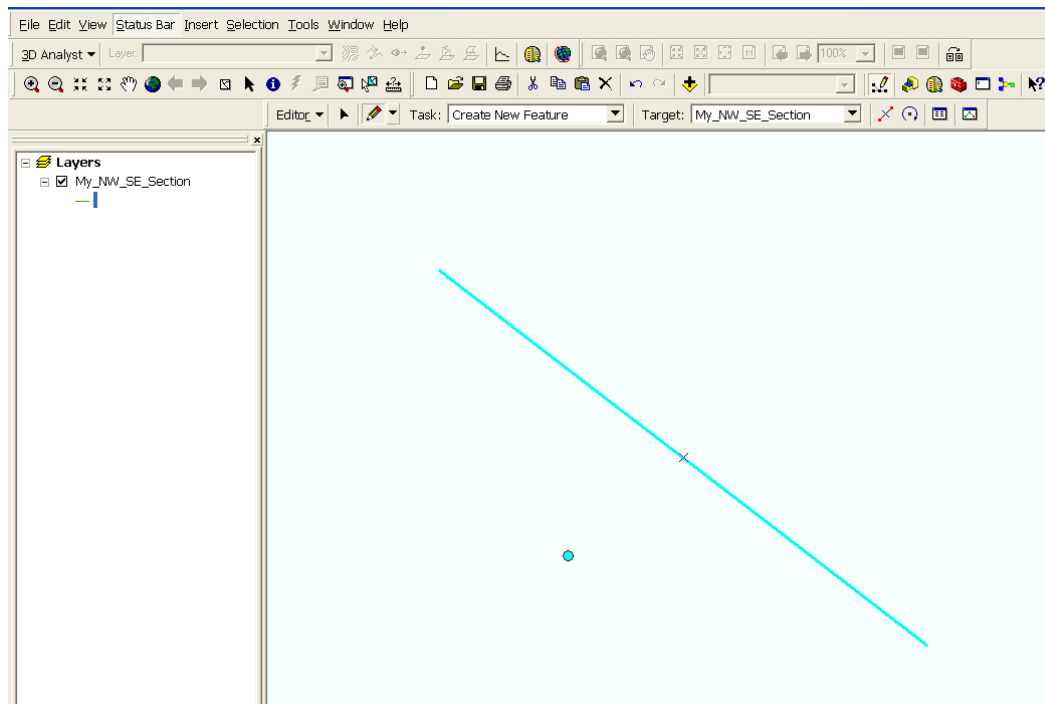 File Edit View Status Bar Insert Selection Tools Window Help
3D Analyst Layer: 100%
Editor Task: Create New Feature Target: My_NW_SE_Section
Layers
My_NW_SE_Section